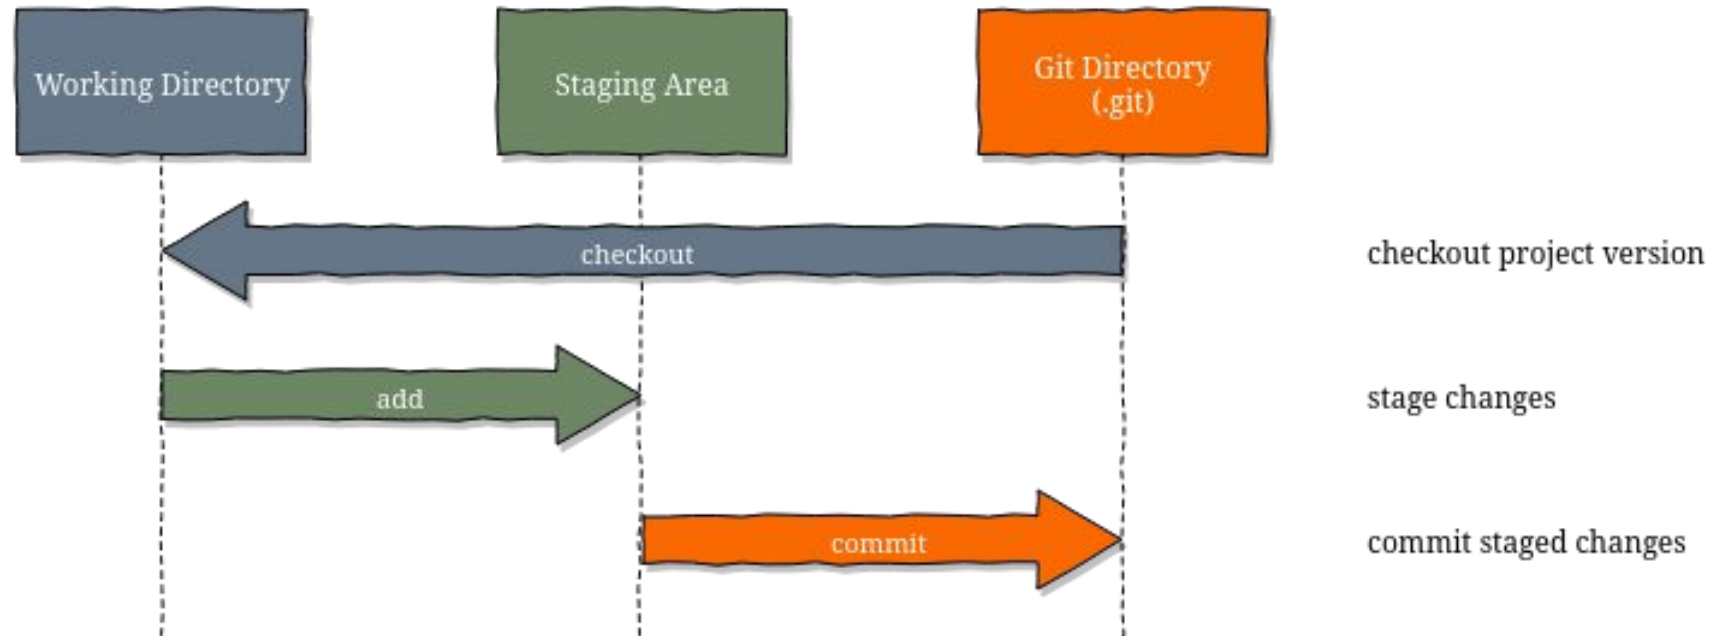 Working Directory
Staging Area
Git Directory
(.git)
checkout
checkout project version
add
stage changes
commit
commit staged changes